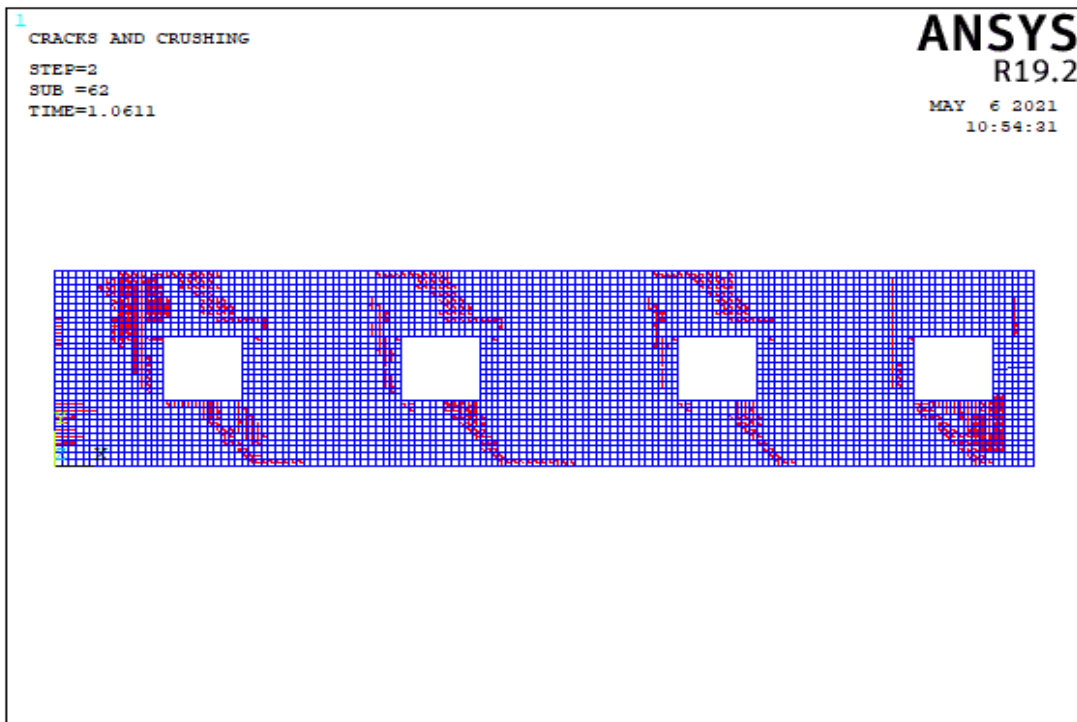 1
CRACKS AND CRUSHING
STEP=2
SUB =62
TIME=1.0611
ANSYS
R19.2
MAY  6 2021
10:54:31
X